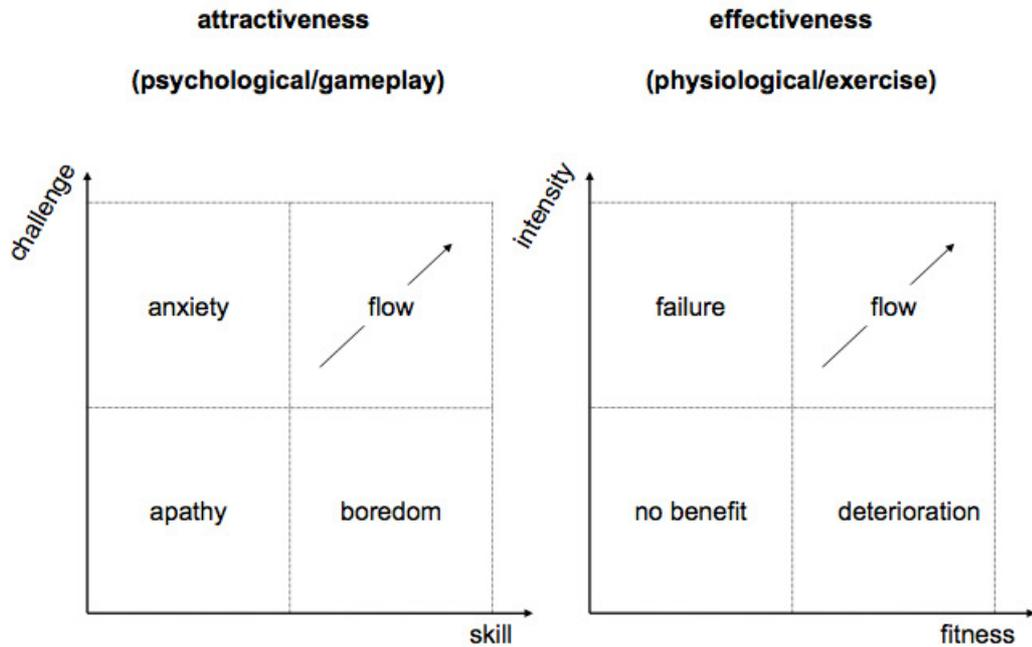 attractiveness
(psychological/gameplay)
challenge
anxiety
flow
apathy
boredom
skill
effectiveness
(physiological/exercise)
intensity
failure
flow
no benefit
deterioration
fitness